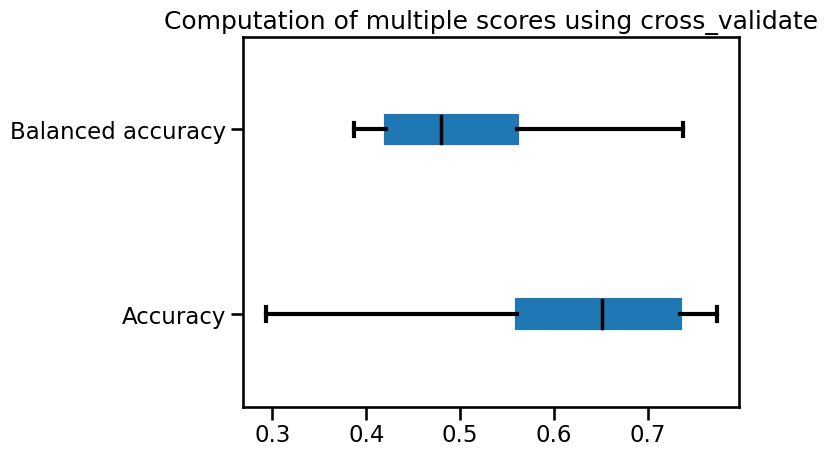 Computation of multiple scores using cross_validate
Balanced accuracy
Accuracy
0.3 0.4 0.5 0.6 0.7